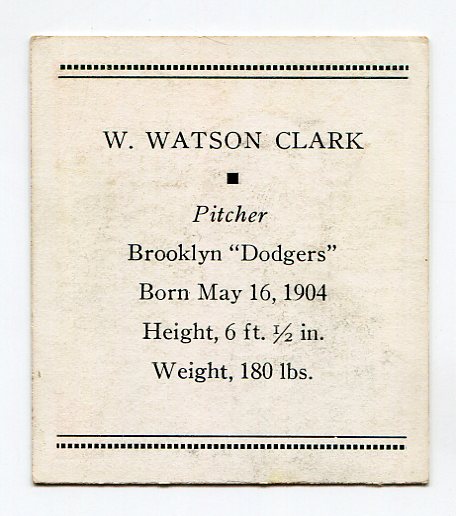 W. WATSON CLARK
Pitcher
Brooklyn "Dodgers"
Born May 16, 1904
Height, 6 ft. ½ in.
Weight, 180 lbs.